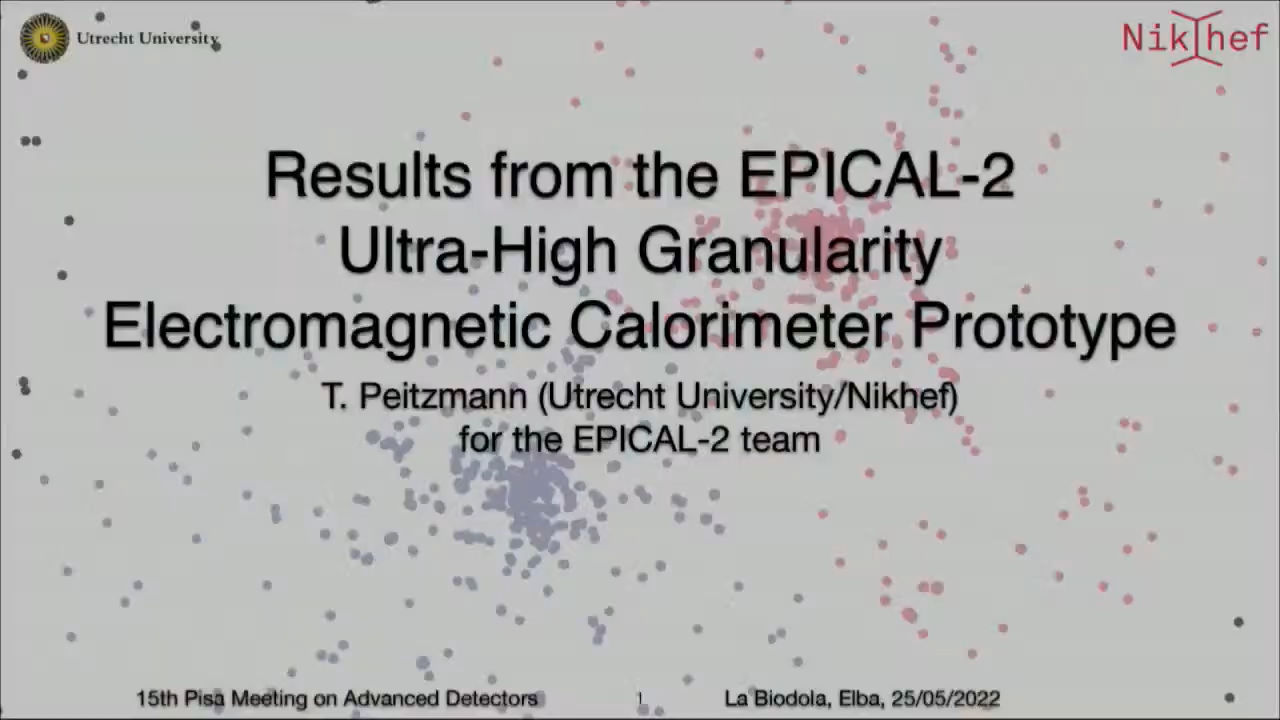 Utrecht University
Nikhef
Results from the EPICAL-2
Ultra-High Granularity
Electromagnetic Calorimeter Prototype
T. Peitzmann (Utrecht University/Nikhef)
for the EPICAL-2 team
15th Pisa Meeting on Advanced Detectors
1
La Biodola, Elba, 25/05/2022